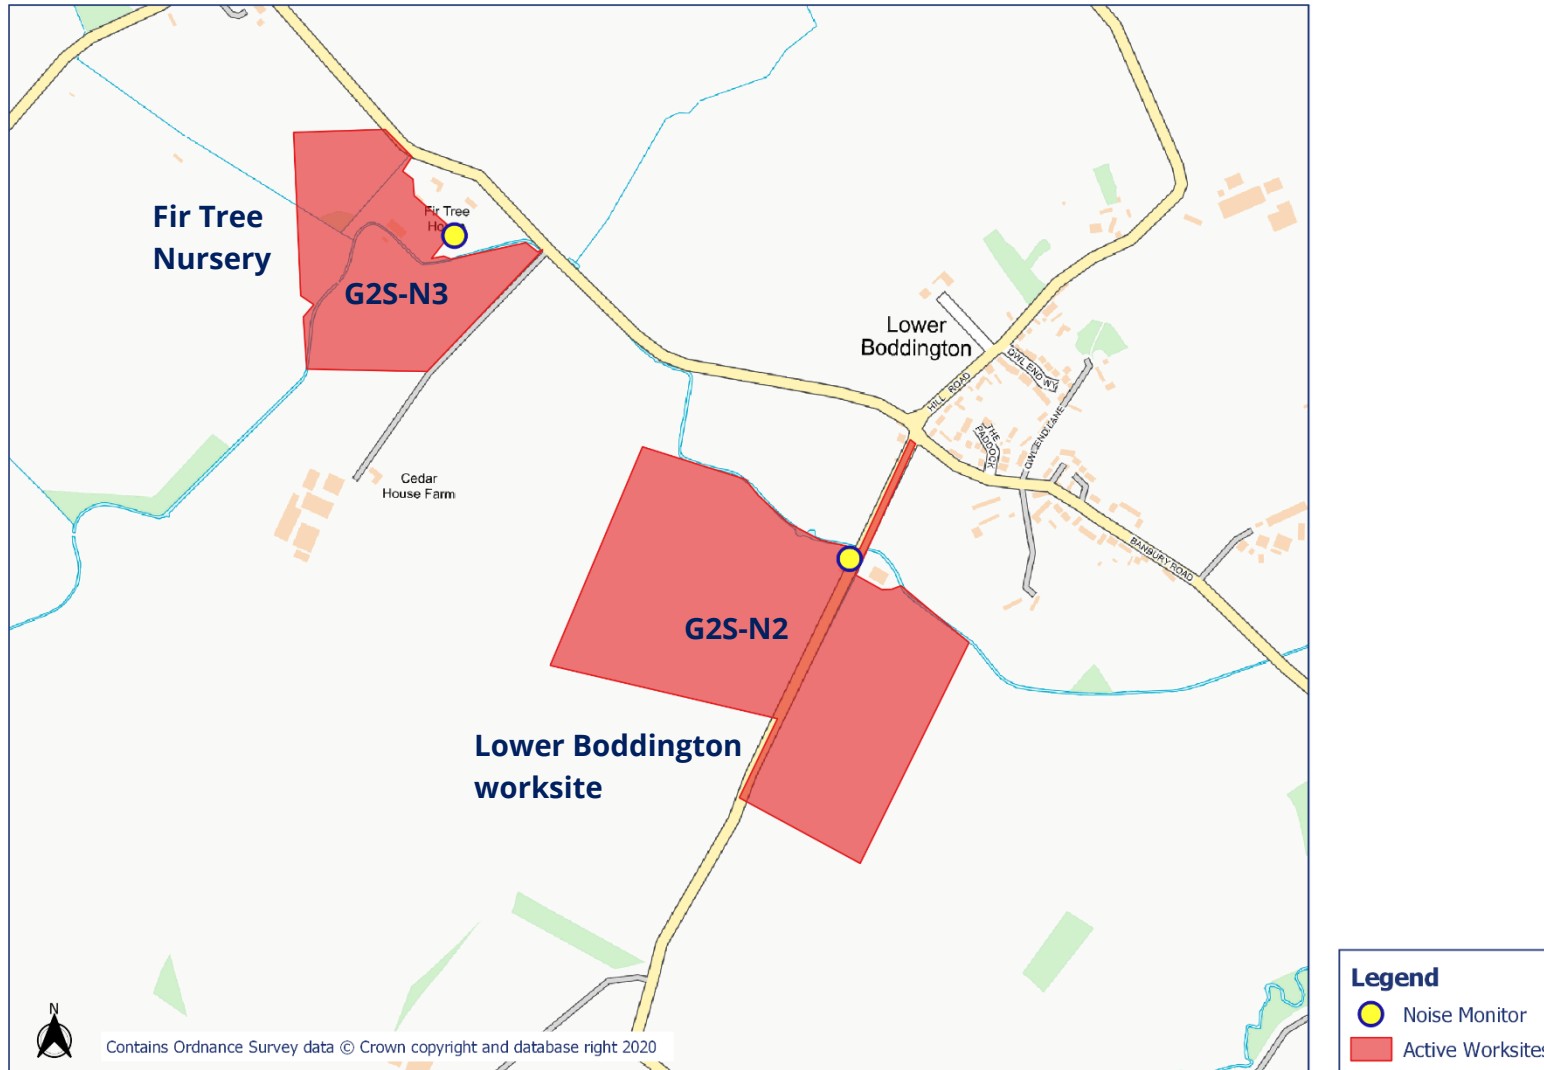 Fir Tree
Nursery
Fir Tree
G2S-N3
Lower
Boddington
OWL END WY
HILL ROAD
THE
PADDOCK
OWL END LANE
Cedar
House Farm
BANBURY ROAD
G2S-N2
Lower Boddington
worksite
N
Contains Ordnance Survey data © Crown copyright and database right 2020
Legend
Noise Monitor
Active Worksites